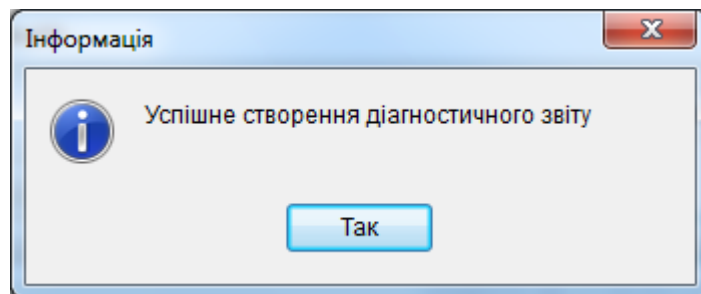 Інформація
Успішне створення діагностичного звіту
Так